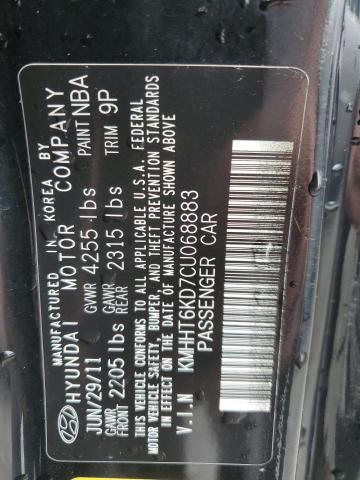 MANUFACTURED IN KOREA BY
HYUNDAI MOTOR COMPANY
JUN/29/11 GVWR 4255 lbs PAINT NBA
GAWR FRONT 2205 lbs GAWR REAR 2315 lbs TRIM 9P
THIS VEHICLE CONFORMS TO ALL APPLICABLE U.S.A. FEDERAL
MOTOR VEHICLE SAFETY, BUMPER, AND THEFT PREVENTION STANDARDS
IN EFFECT ON THE DATE OF MANUFACTURE SHOWN ABOVE
V.I.N KMHHT6KD7CU068883
PASSENGER CAR